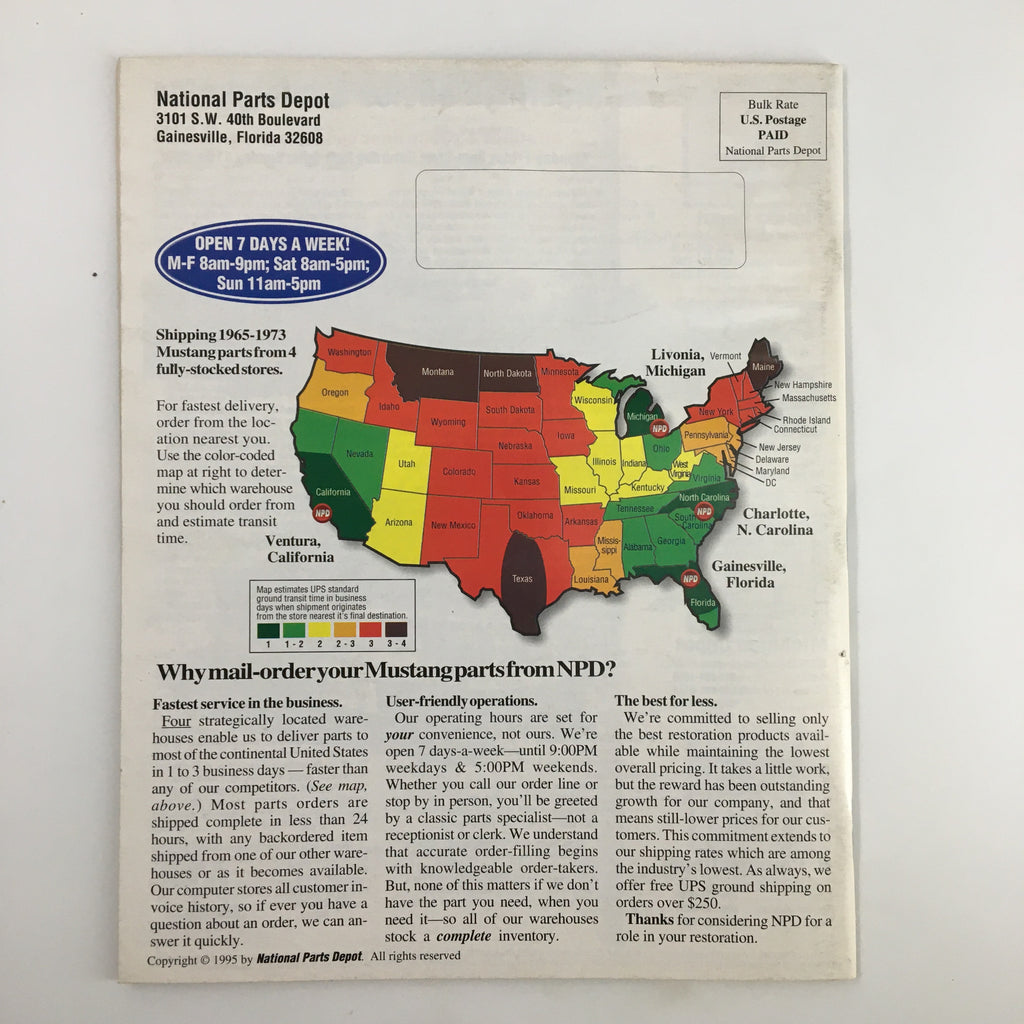 National Parts Depot
3101 S.W. 40th Boulevard
Gainesville, Florida 32608
Bulk Rate
U.S. Postage
PAID
National Parts Depot
OPEN 7 DAYS A WEEK!
M-F 8am-9pm; Sat 8am-5pm;
Sun 11am-5pm
Shipping 1965-1973
Mustang parts from 4
fully-stocked stores.
For fastest delivery,
order from the loc-
ation nearest you.
Use the color-coded
map at right to deter-
mine which warehouse
you should order from
and estimate transit
time.
Washington
Oregon
Idaho
Montana
North Dakota
Minnesota
South Dakota
Wyoming
Nebraska
Iowa
Wisconsin
Michigan
NPD
Livonia,
Michigan
Vermont
Maine
New Hampshire
Massachusetts
New York
Rhode Island
Connecticut
Pennsylvania
New Jersey
Delaware
Maryland
DC
Nevada
Utah
Colorado
Kansas
Missouri
Illinois
Indiana
Ohio
West
Virginia
Virginia
Kentucky
California
NPD
Ventura,
California
Arizona
New Mexico
Oklahoma
Arkansas
Tennessee
North Carolina
NPD
Charlotte,
N. Carolina
South
Carolina
Missis-
sippi
Alabama
Georgia
Texas
Louisiana
NPD
Florida
Gainesville,
Florida
Map estimates UPS standard
ground transit time in business
days when shipment originates
from the store nearest it's final destination.
1 1 - 2 2 2 - 3 3 3 - 4
Why mail-order your Mustang parts from NPD?
Fastest service in the business.
Four strategically located ware-
houses enable us to deliver parts to
most of the continental United States
in 1 to 3 business days — faster than
any of our competitors. (See map,
above.) Most parts orders are
shipped complete in less than 24
hours, with any backordered item
shipped from one of our other ware-
houses or as it becomes available.
Our computer stores all customer in-
voice history, so if ever you have a
question about an order, we can an-
swer it quickly.
User-friendly operations.
Our operating hours are set for
your convenience, not ours. We're
open 7 days-a-week—until 9:00PM
weekdays & 5:00PM weekends.
Whether you call our order line or
stop by in person, you'll be greeted
by a classic parts specialist—not a
receptionist or clerk. We understand
that accurate order-filling begins
with knowledgeable order-takers.
But, none of this matters if we don't
have the part you need, when you
need it—so all of our warehouses
stock a complete inventory.
The best for less.
We're committed to selling only
the best restoration products avail-
able while maintaining the lowest
overall pricing. It takes a little work,
but the reward has been outstanding
growth for our company, and that
means still-lower prices for our cus-
tomers. This commitment extends to
our shipping rates which are among
the industry's lowest. As always, we
offer free UPS ground shipping on
orders over $250.
Thanks for considering NPD for a
role in your restoration.
Copyright © 1995 by National Parts Depot. All rights reserved